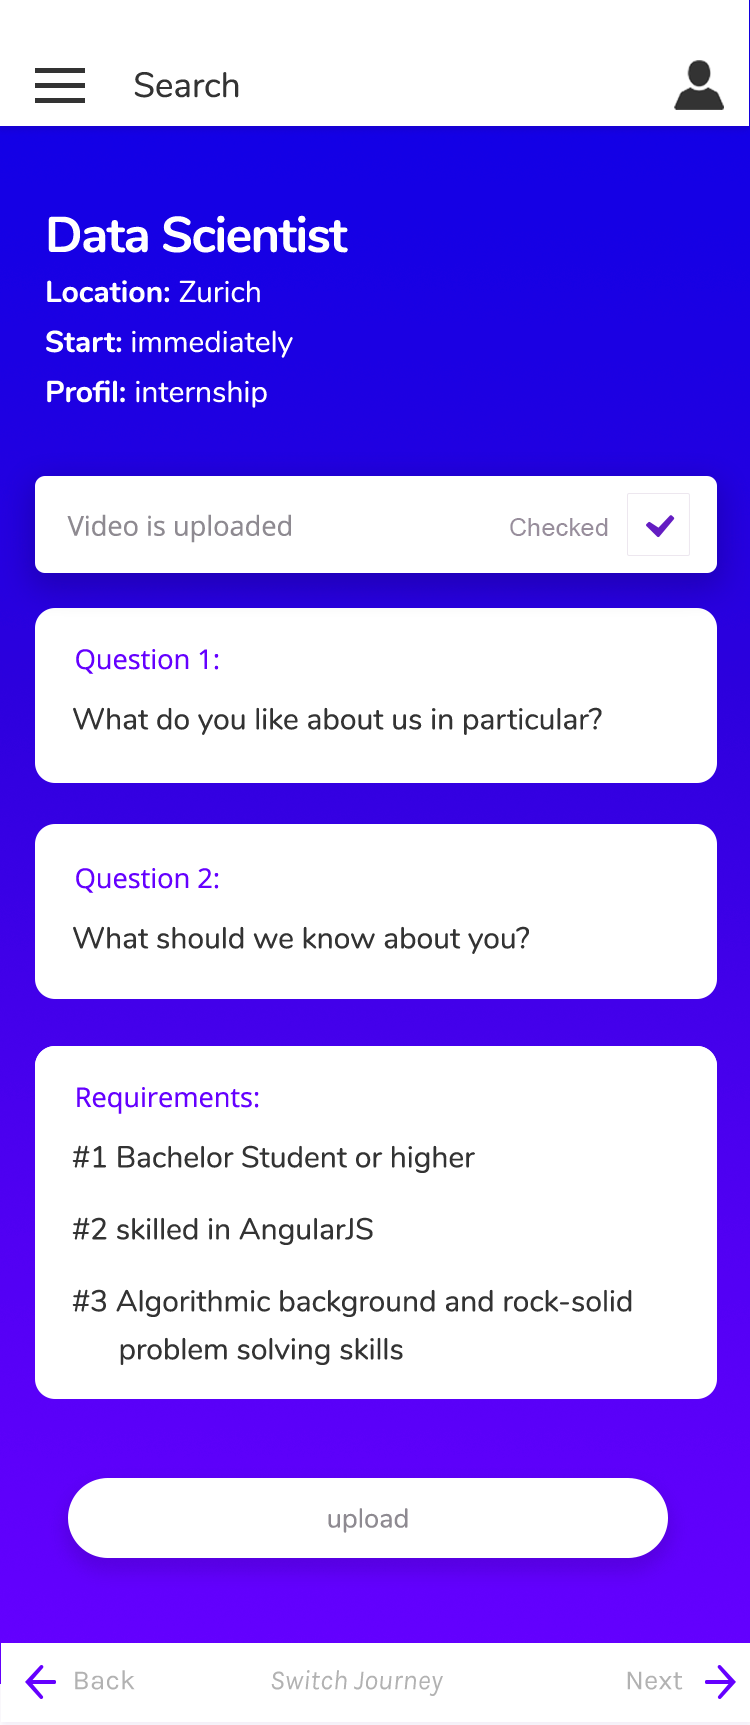 Search
Data Scientist
Location: Zurich
Start: immediately
Profil: internship
Video is uploaded Checked
Question 1:
What do you like about us in particular?
Question 2:
What should we know about you?
Requirements:
#1 Bachelor Student or higher
#2 skilled in AngularJS
#3 Algorithmic background and rock-solid
problem solving skills
upload
Back Switch Journey Next